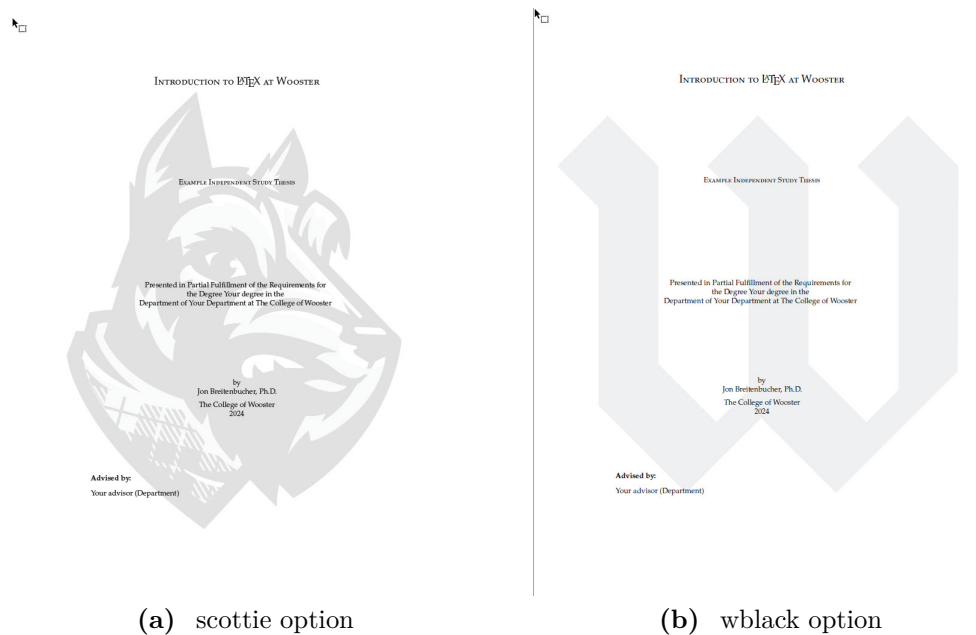 INTRODUCTION TO LATEX AT WOOSTER
EXAMPLE INDEPENDENT STUDY THESIS
Presented in Partial Fulfillment of the Requirements for
the Degree Your degree in the
Department of Your Department at The College of Wooster
by
Jon Breitenbucher, Ph.D.
The College of Wooster
2024
Advised by:
Your advisor (Department)
(a) scottie option
INTRODUCTION TO LATEX AT WOOSTER
EXAMPLE INDEPENDENT STUDY THESIS
Presented in Partial Fulfillment of the Requirements for
the Degree Your degree in the
Department of Your Department at The College of Wooster
by
Jon Breitenbucher, Ph.D.
The College of Wooster
2024
Advised by:
Your advisor (Department)
W
(b) wblack option